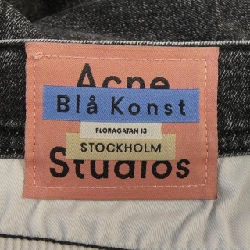 Acne
Blå Konst
FLORAGATAN 13
STOCKHOLM
Studios